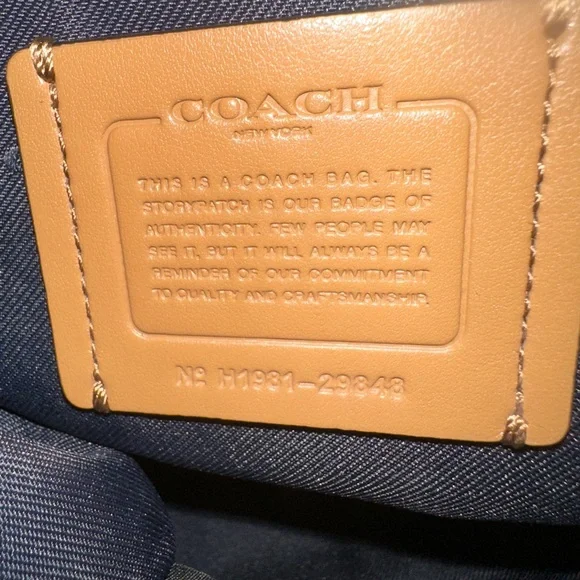 COACH
NEW YORK
THIS IS A COACH BAG. THE
STORYPATCH IS OUR BADGE OF
AUTHENTICITY. FEW PEOPLE MAY
SEE IT, BUT IT WILL ALWAYS BE A
REMINDER OF OUR COMMITMENT
TO QUALITY AND CRAFTSMANSHIP.
Nº H1981-29848